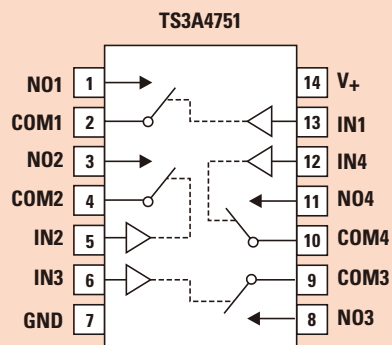 TS3A4751
NO1 1 14 V+
COM1 2 13 IN1
NO2 3 12 IN4
COM2 4 11 NO4
IN2 5 10 COM4
IN3 6 9 COM3
GND 7 8 NO3